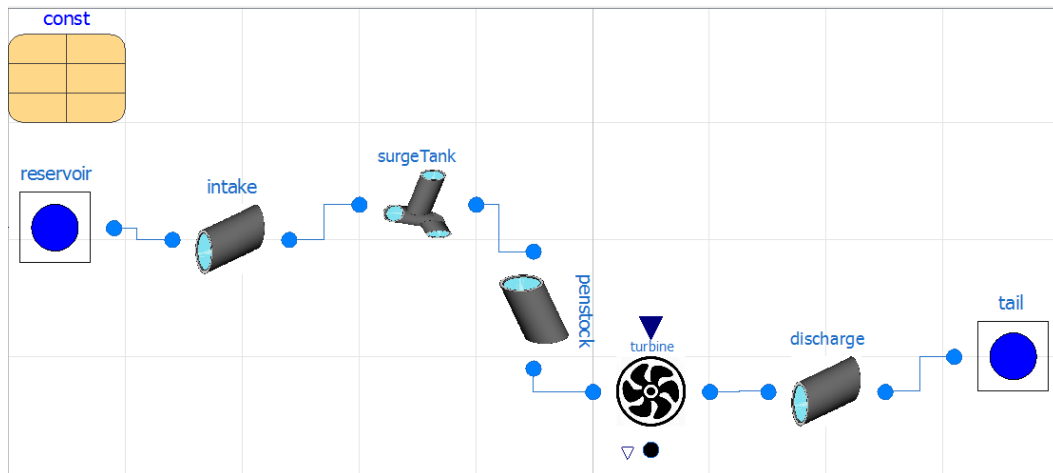 const
reservoir
intake
surgeTank
penstock
turbine
discharge
tail